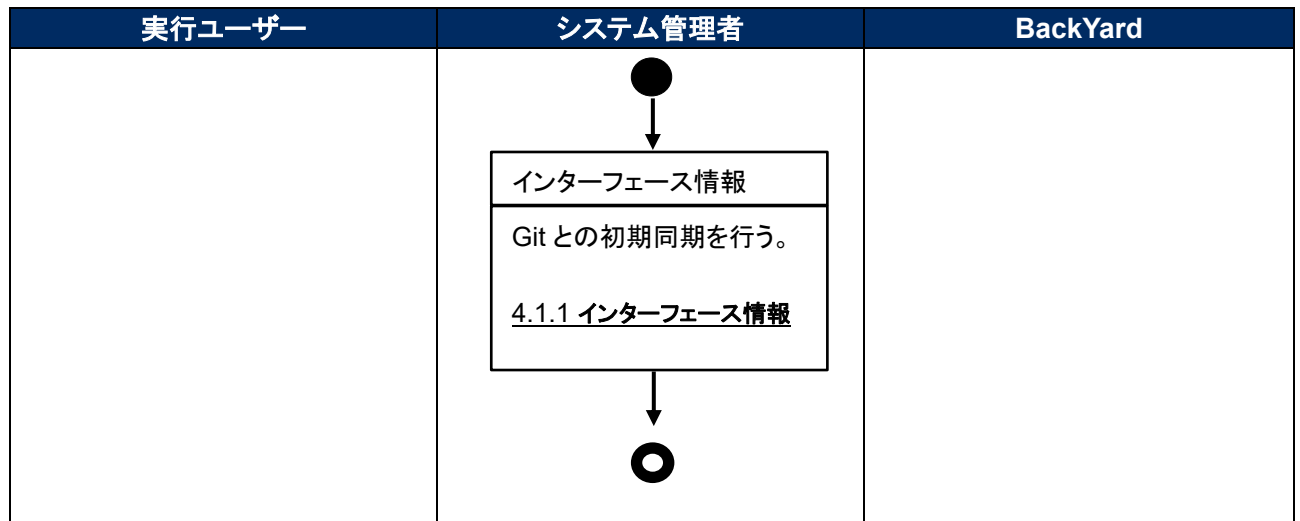 実行ユーザー
システム管理者
BackYard
インターフェース情報
Git との初期同期を行う。
4.1.1 インターフェース情報